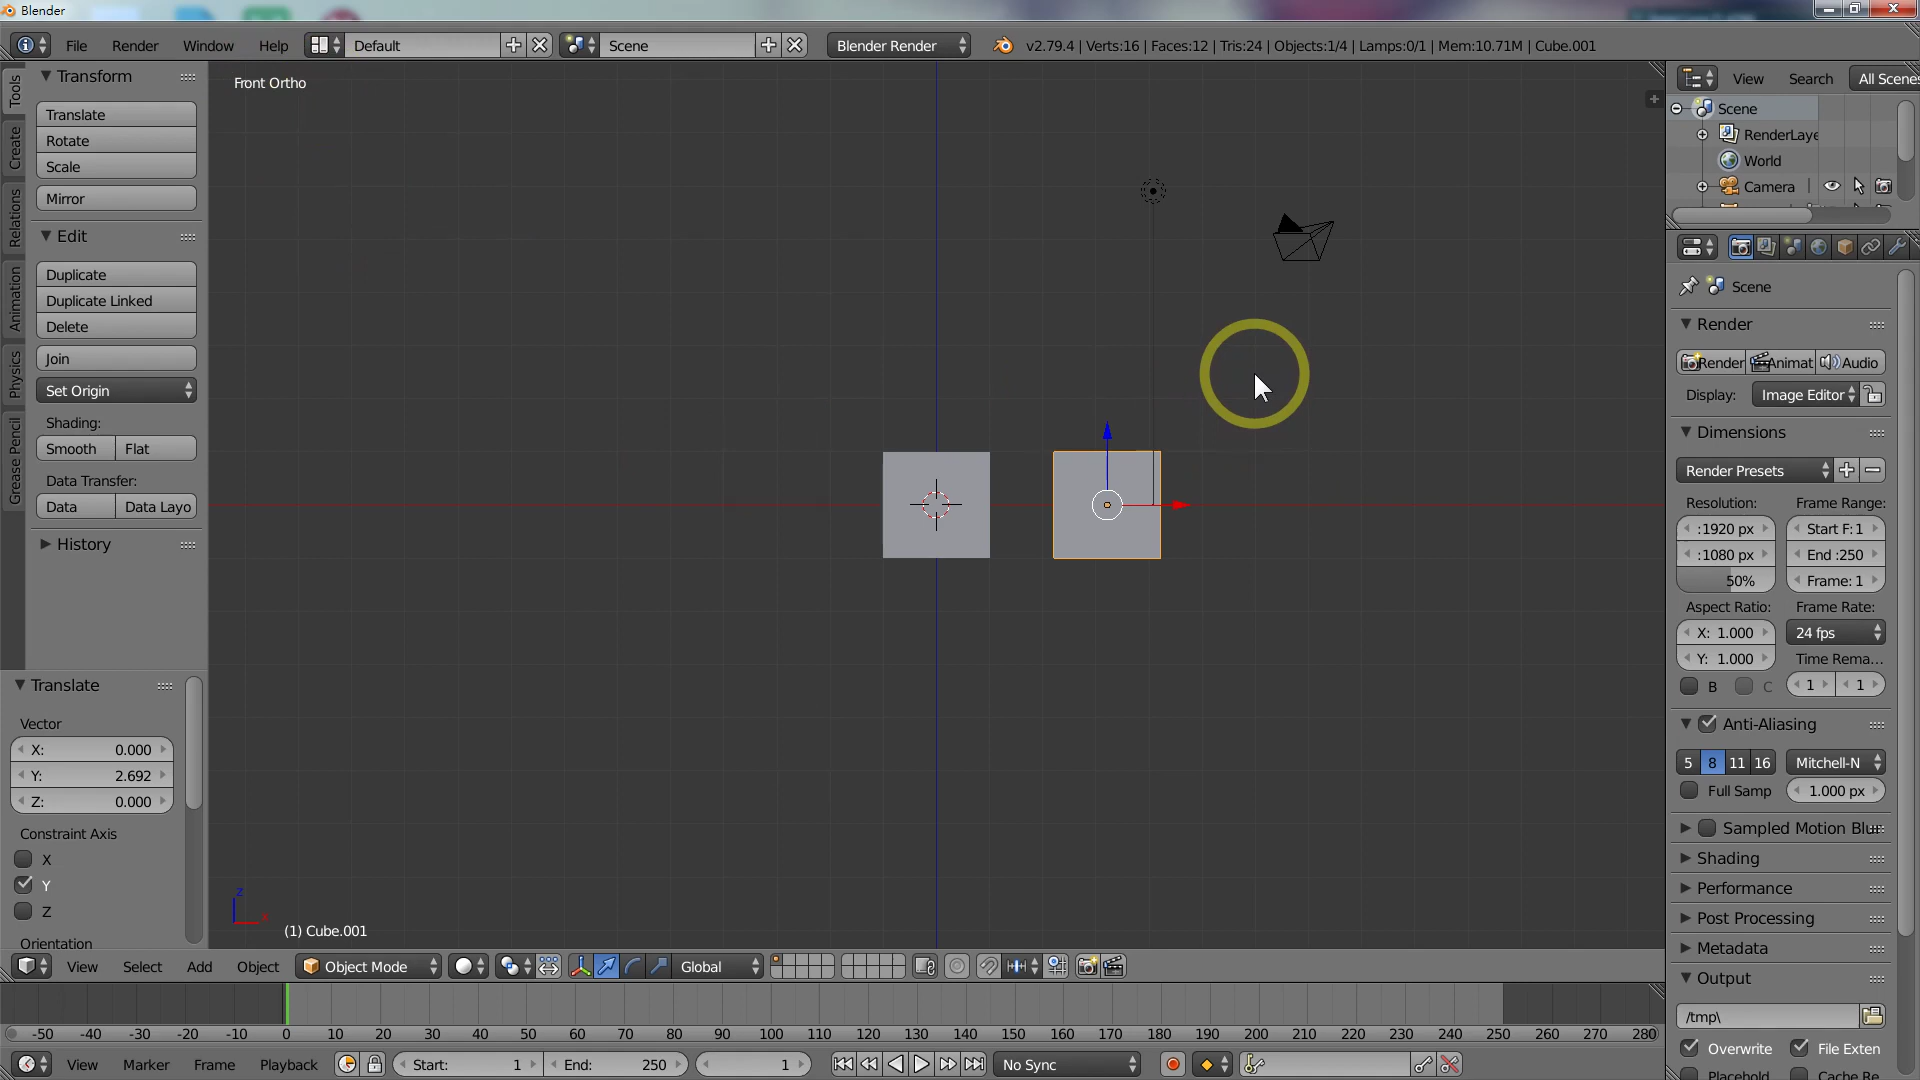 Blender
File Render Window Help Default Scene Blender Render v2.79.4 | Verts:16 | Faces:12 | Tris:24 | Objects:1/4 | Lamps:0/1 | Mem:10.71M | Cube.001
Tools
Create
Relations
Animation
Physics
Grease Pencil
Transform
Translate
Rotate
Scale
Mirror
Edit
Duplicate
Duplicate Linked
Delete
Join
Set Origin
Shading:
Smooth Flat
Data Transfer:
Data Data Layo
History
Translate
Vector
X: 0.000
Y: 2.692
Z: 0.000
Constraint Axis
X
Y
Z
Orientation
Front Ortho
z
(1) Cube.001
View Select Add Object Object Mode Global
-50 -40 -30 -20 -10 0 10 20 30 40 50 60 70 80 90 100 110 120 130 140 150 160 170 180 190 200 210 220 230 240 250 260 270 280
View Marker Frame Playback Start: 1 End: 250 1 No Sync
View Search All Scenes
Scene
RenderLaye
World
Camera
Scene
Render
Render Animat Audio
Display: Image Editor
Dimensions
Render Presets
Resolution: Frame Range:
:1920 px Start F: 1
:1080 px End :250
50% Frame: 1
Aspect Ratio: Frame Rate:
X: 1.000 24 fps
Y: 1.000 Time Rema...
B C 1 1
Anti-Aliasing
5 8 11 16 Mitchell-N
Full Samp 1.000 px
Sampled Motion Blu
Shading
Performance
Post Processing
Metadata
Output
/tmp\
Overwrite File Exten
Placehold Cache Re